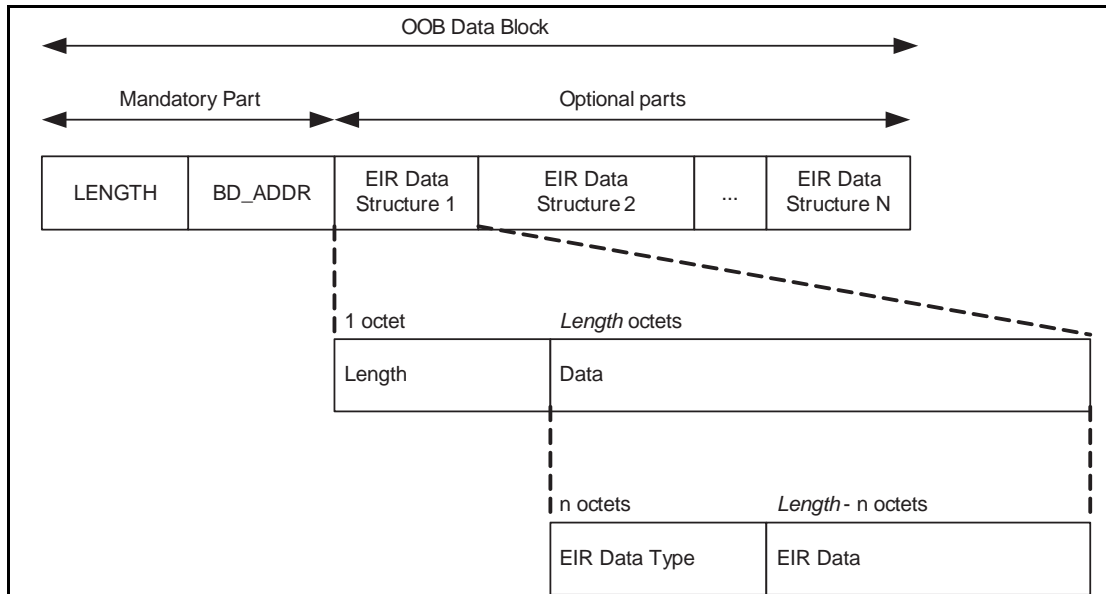 OOB Data Block
Mandatory Part
Optional parts
LENGTH
BD_ADDR
EIR Data
Structure 1
EIR Data
Structure 2
...
EIR Data
Structure N
1 octet
Length octets
Length
Data
n octets
Length - n octets
EIR Data Type
EIR Data